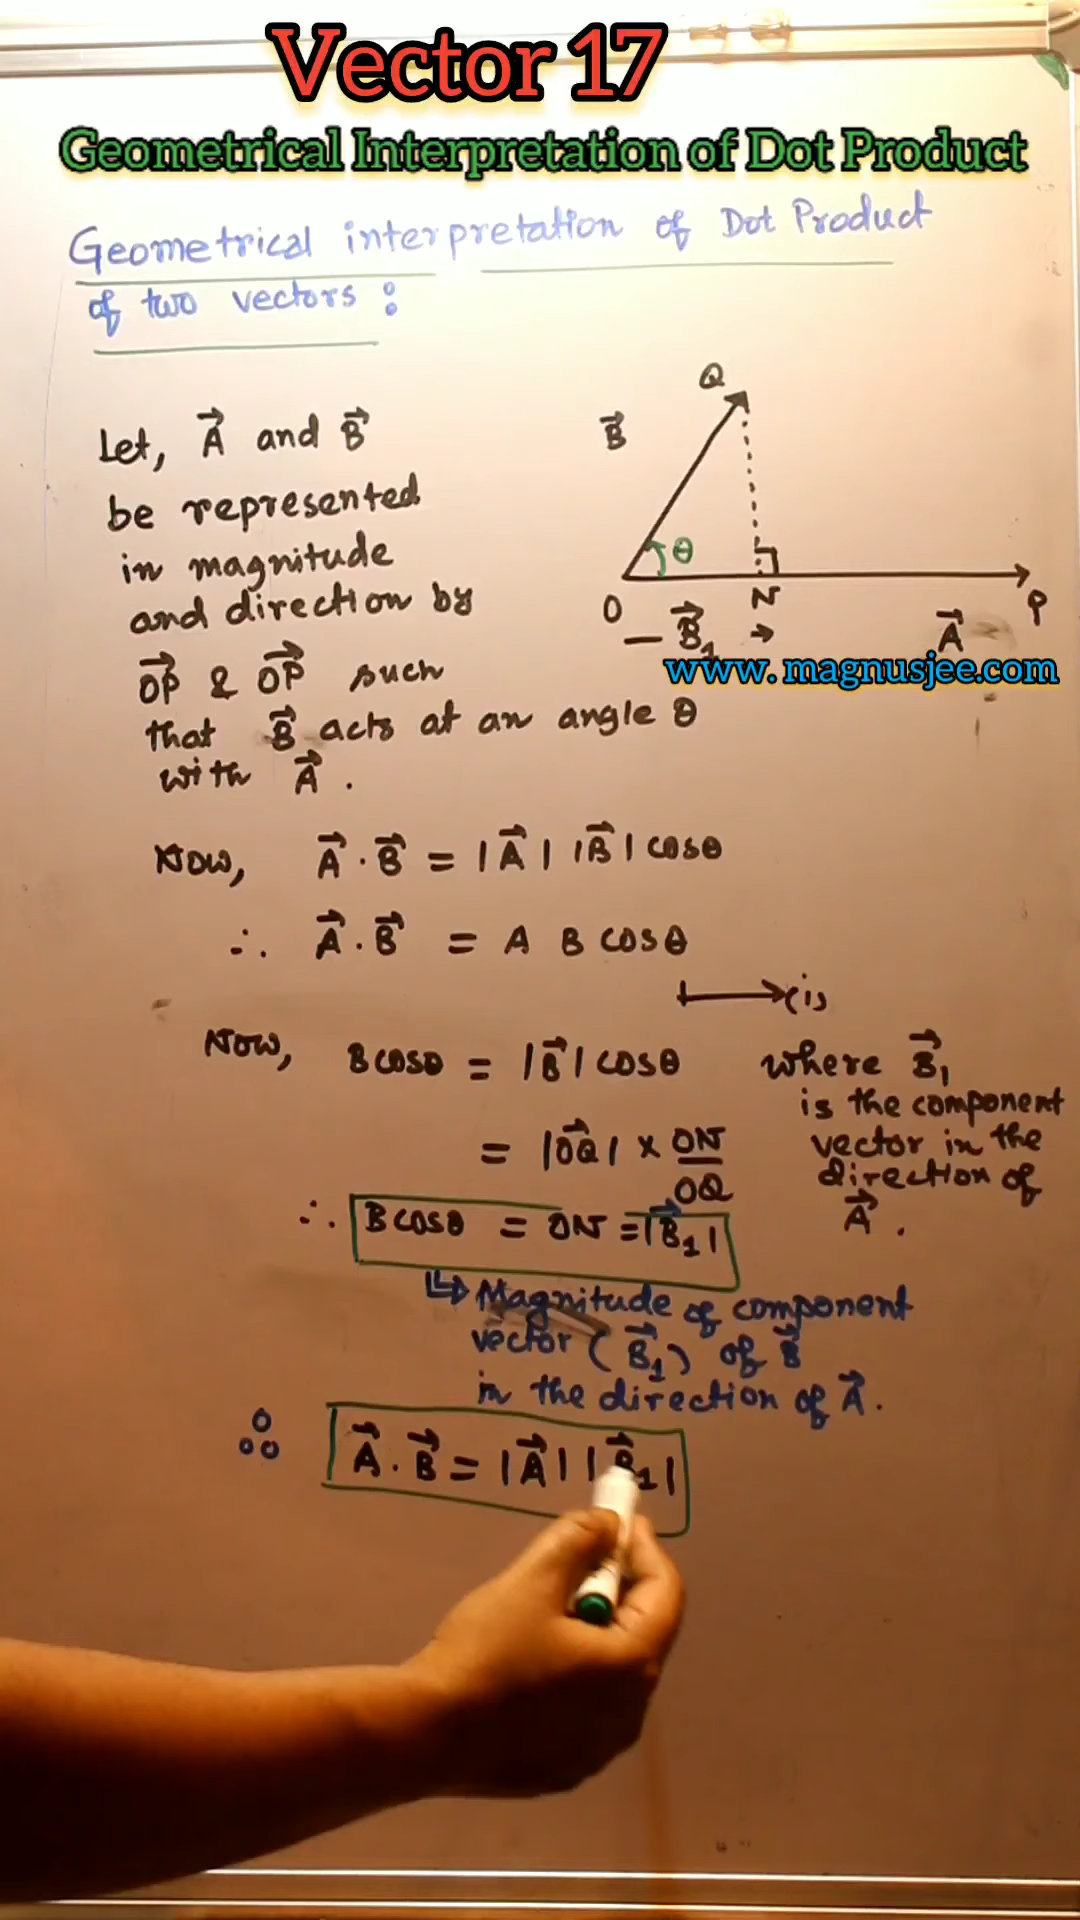 Vector 17
Geometrical Interpretation of Dot Product
Geometrical interpretation of Dot Product
of two vectors :
Q
B⃗
θ
O
N
P
B⃗₁
A⃗
www. magnusjee.com
Let, A⃗ and B⃗
be represented
in magnitude
and direction by
OP⃗ & OP⃗ such
that B⃗ acts at an angle θ
with A⃗ .
Now, A⃗ . B⃗ = |A⃗| |B⃗| cosθ
∴ A⃗ . B⃗ = A B cosθ
(i)
Now, B cosθ = |B⃗| cosθ
= |OQ⃗| × ON/OQ
∴ B cosθ = ON = |B⃗₁|
where B⃗₁
is the component
vector in the
direction of
A⃗ .
↳ Magnitude of component
vector (B⃗₁) of B⃗
in the direction of A⃗ .
∴ A⃗ . B⃗ = |A⃗| |B⃗₁|